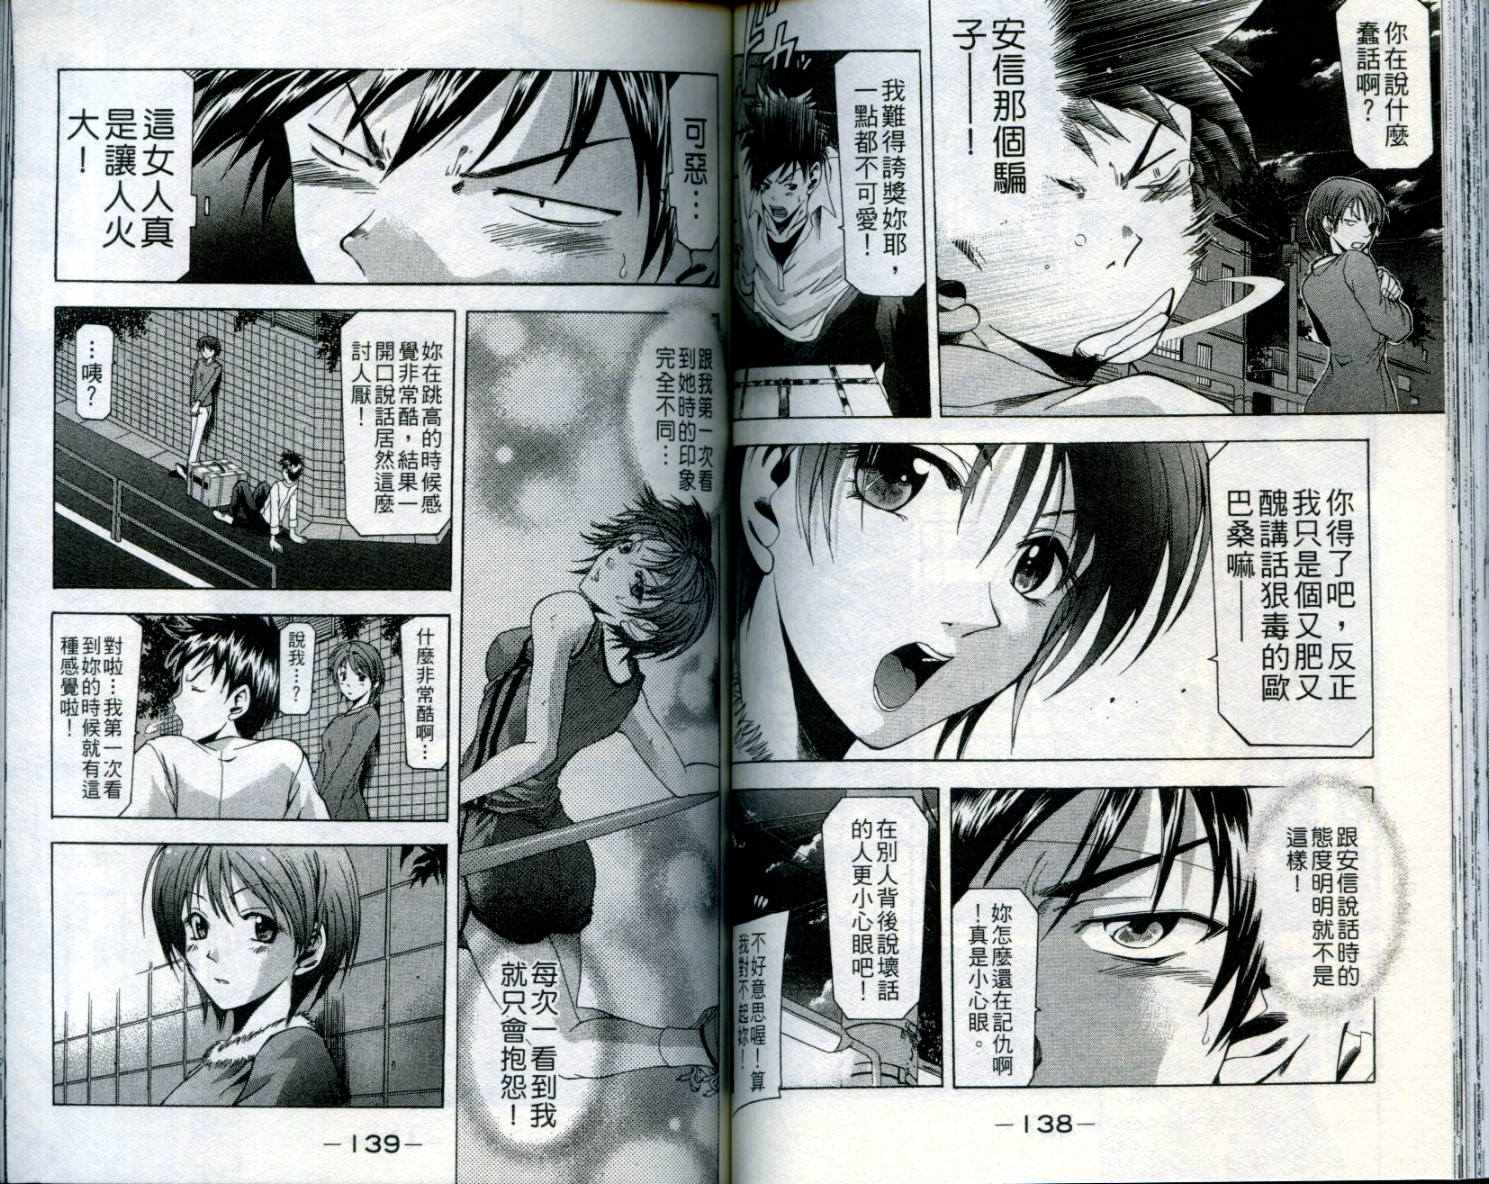 你在說什麼
蠢話啊？
安信那個騙
子——！
我難得誇獎妳耶，
一點都不可愛！
你得了吧，反正
我只是個又肥又
醜講話狠毒的歐
巴桑嘛——
跟安信說話時的
態度明明就不是
這樣！
妳怎麼還在記仇啊
！真是小心眼。
在別人背後說壞話
的人更小心眼吧！
不好意思喔！算
我對不起妳！
可惡…
這女人真
是讓人火
大！
跟我第一次看
到她時的印象
完全不同…
每次一看到我
就只會抱怨！
妳在跳高的時候感
覺非常酷，結果一
開口說話居然這麼
討人厭！
…咦？
什麼非常酷啊…
說我…？
對啦…我第一次看
到妳的時候就有這
種感覺啦！
—138—
—139—